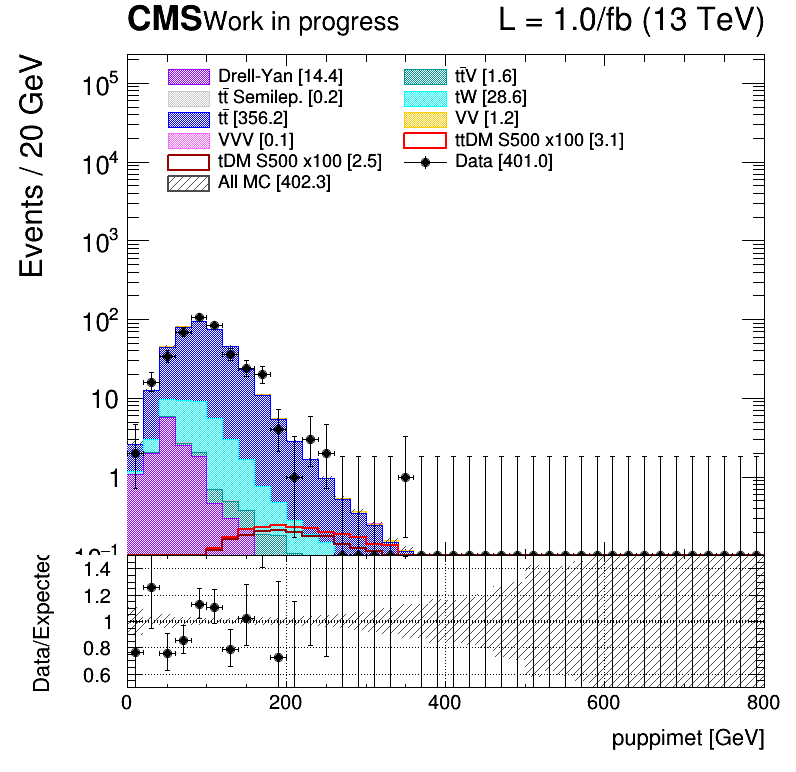 CMS Work in progress L = 1.0/fb (13 TeV)
Events / 20 GeV
Drell-Yan [14.4] tt̄V [1.6]
tt̄ Semilep. [0.2] tW [28.6]
tt̄ [356.2] VV [1.2]
VVV [0.1] ttDM S500 x100 [3.1]
tDM S500 x100 [2.5] Data [401.0]
All MC [402.3]
10⁵
10⁴
10³
10²
10
1
10⁻¹
Data/Expected
1.4
1.2
1
0.8
0.6
0 200 400 600 800
puppimet [GeV]